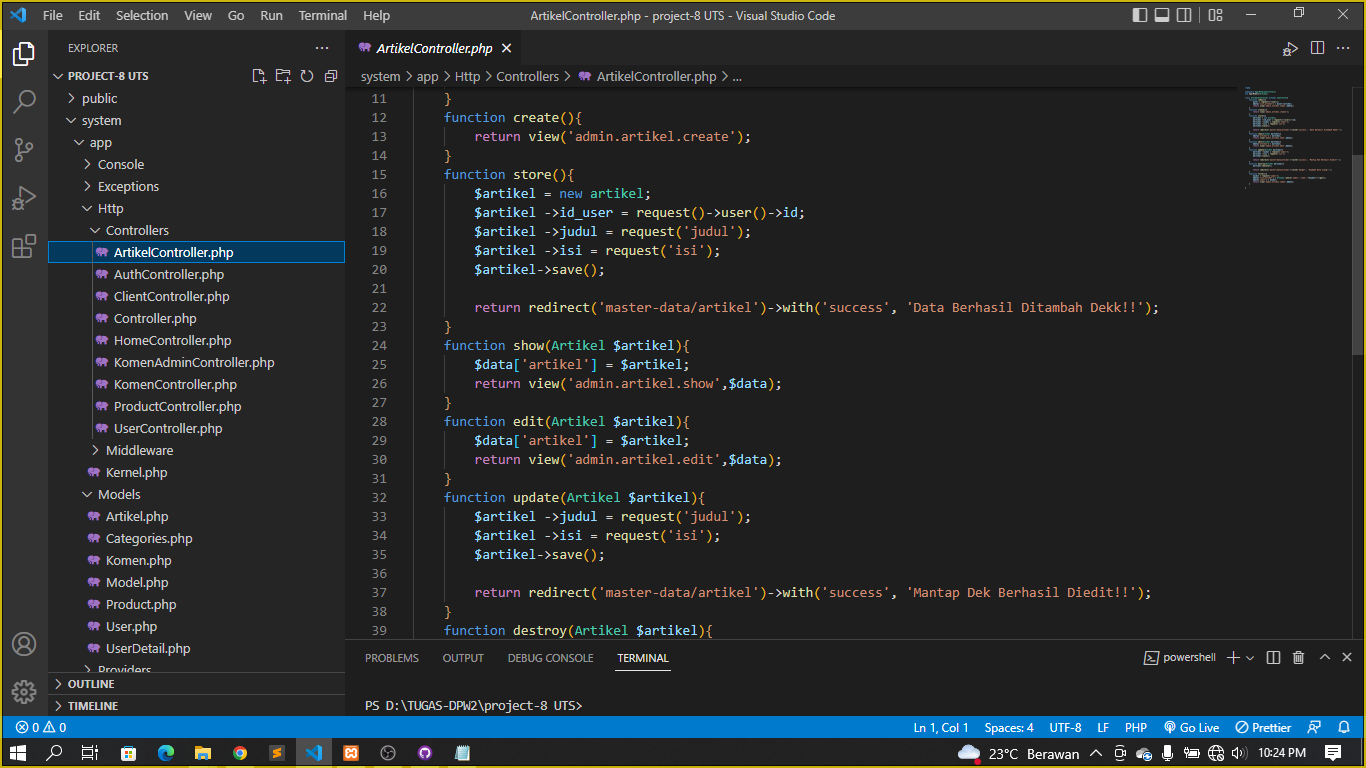 File Edit Selection View Go Run Terminal Help
ArtikelController.php - project-8 UTS - Visual Studio Code
EXPLORER
PROJECT-8 UTS
public
system
app
Console
Exceptions
Http
Controllers
ArtikelController.php
AuthController.php
ClientController.php
Controller.php
HomeController.php
KomenAdminController.php
KomenController.php
ProductController.php
UserController.php
Middleware
Kernel.php
Models
Artikel.php
Categories.php
Komen.php
Model.php
Product.php
User.php
UserDetail.php
Providers
OUTLINE
TIMELINE
ArtikelController.php
system > app > Http > Controllers > ArtikelController.php > ...
11 }
12 function create(){
13 return view('admin.artikel.create');
14 }
15 function store(){
16 $artikel = new artikel;
17 $artikel ->id_user = request()->user()->id;
18 $artikel ->judul = request('judul');
19 $artikel ->isi = request('isi');
20 $artikel->save();
21
22 return redirect('master-data/artikel')->with('success', 'Data Berhasil Ditambah Dekk!!');
23 }
24 function show(Artikel $artikel){
25 $data['artikel'] = $artikel;
26 return view('admin.artikel.show',$data);
27 }
28 function edit(Artikel $artikel){
29 $data['artikel'] = $artikel;
30 return view('admin.artikel.edit',$data);
31 }
32 function update(Artikel $artikel){
33 $artikel ->judul = request('judul');
34 $artikel ->isi = request('isi');
35 $artikel->save();
36
37 return redirect('master-data/artikel')->with('success', 'Mantap Dek Berhasil Diedit!!');
38 }
39 function destroy(Artikel $artikel){
PROBLEMS OUTPUT DEBUG CONSOLE TERMINAL
powershell
PS D:\TUGAS-DPW2\project-8 UTS>
0 0
Ln 1, Col 1 Spaces: 4 UTF-8 LF PHP Go Live Prettier
23°C Berawan
10:24 PM